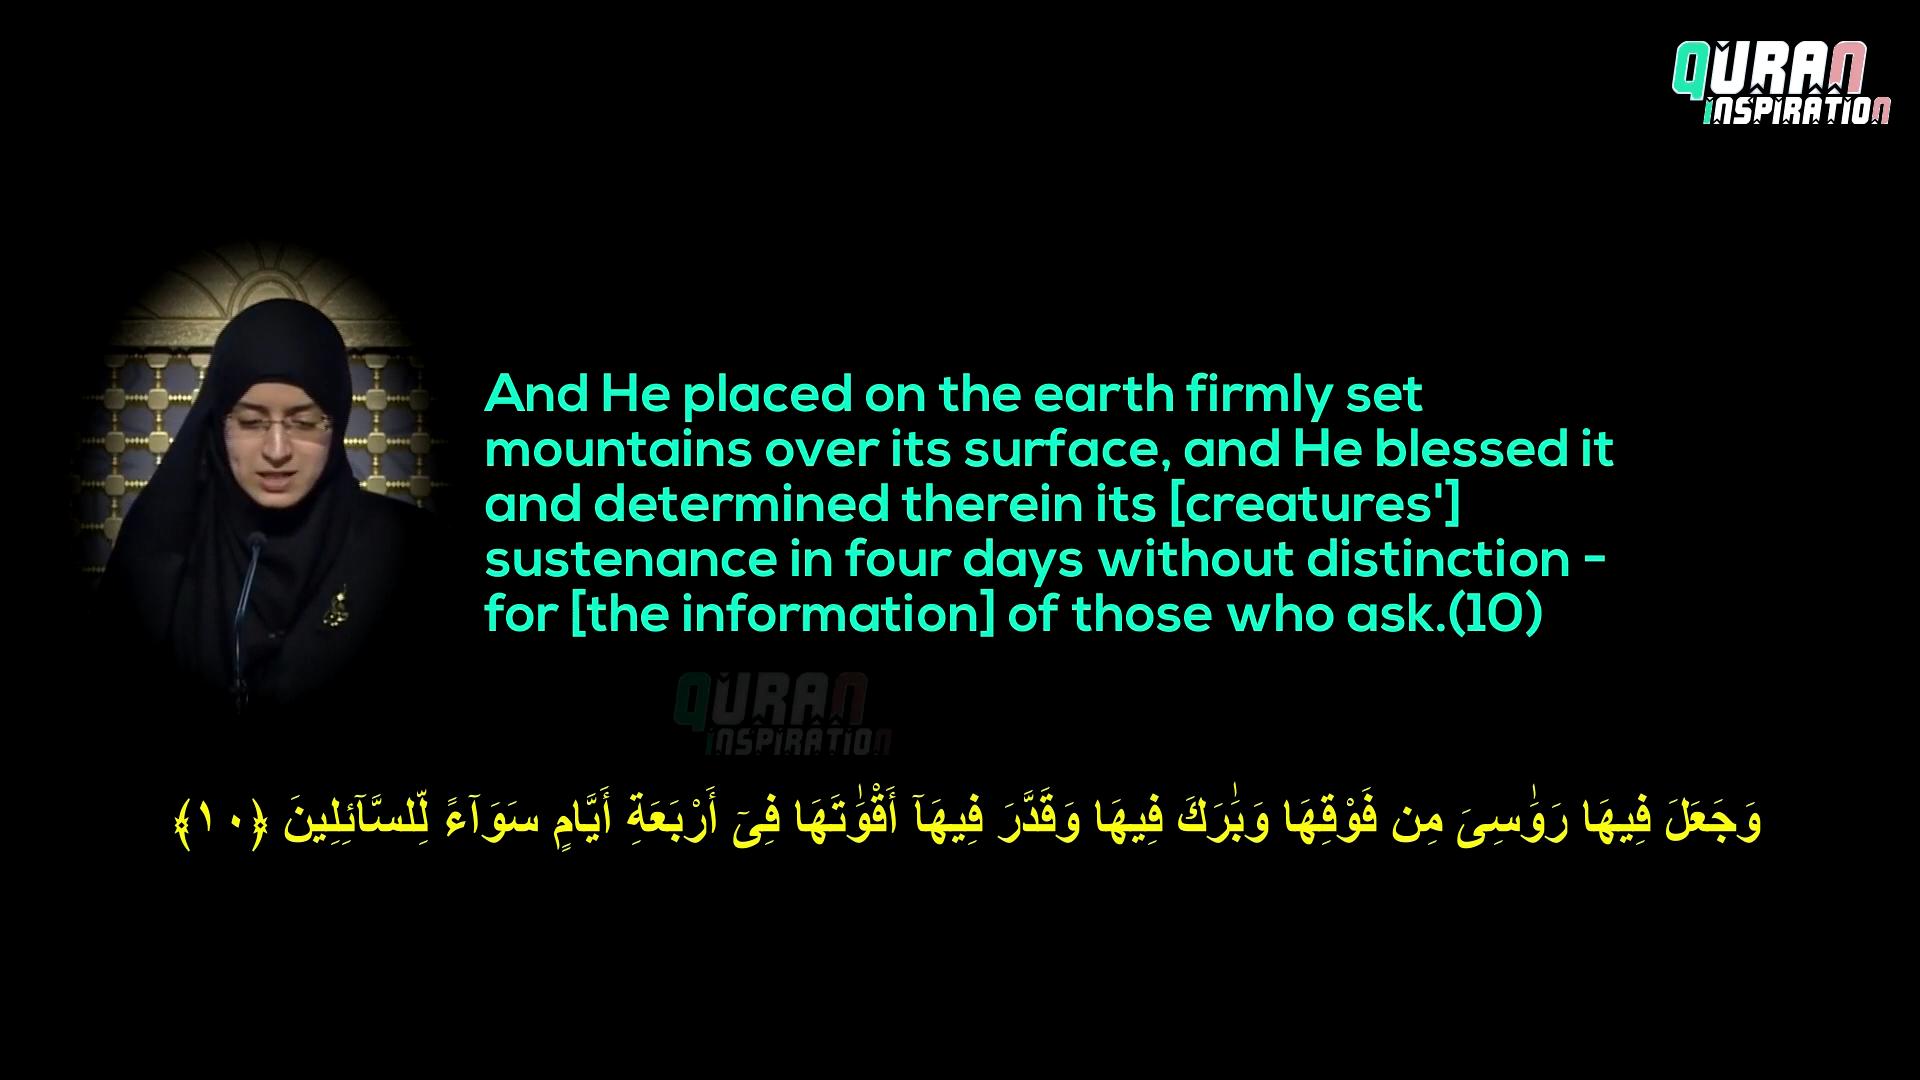 QURAN
INSPIRATION
And He placed on the earth firmly set
mountains over its surface, and He blessed it
and determined therein its [creatures']
sustenance in four days without distinction -
for [the information] of those who ask.(10)
QURAN
INSPIRATION
وَجَعَلَ فِيهَا رَوَٰسِىَ مِن فَوْقِهَا وَبَٰرَكَ فِيهَا وَقَدَّرَ فِيهَآ أَقْوَٰتَهَا فِىٓ أَرْبَعَةِ أَيَّامٍ سَوَآءً لِّلسَّآئِلِينَ ﴿١٠﴾